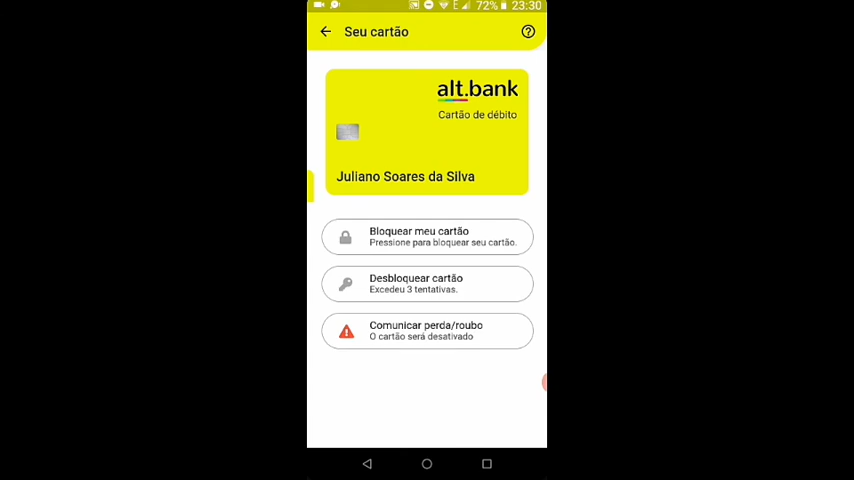 72% 23:30
Seu cartão
alt.bank
Cartão de débito
Juliano Soares da Silva
Bloquear meu cartão
Pressione para bloquear seu cartão.
Desbloquear cartão
Excedeu 3 tentativas.
Comunicar perda/roubo
O cartão será desativado